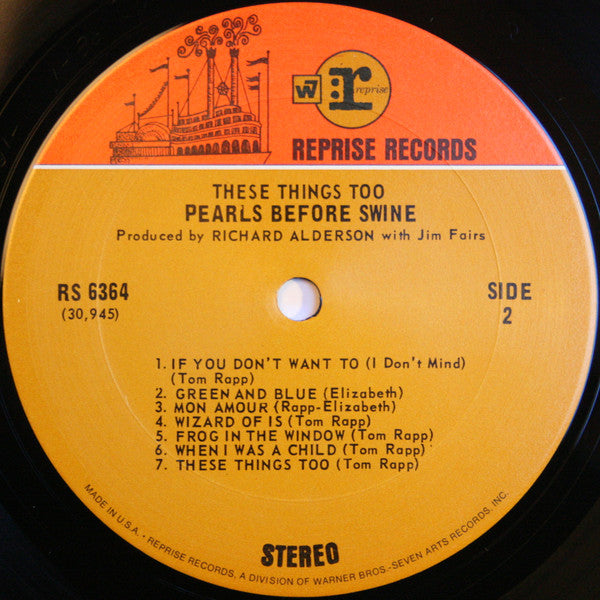 W r: reprise
REPRISE RECORDS
THESE THINGS TOO
PEARLS BEFORE SWINE
Produced by RICHARD ALDERSON with Jim Fairs
RS 6364
(30,945)
SIDE
2
1. IF YOU DON'T WANT TO (I Don't Mind)
(Tom Rapp)
2. GREEN AND BLUE (Elizabeth)
3. MON AMOUR (Rapp-Elizabeth)
4. WIZARD OF IS (Tom Rapp)
5. FROG IN THE WINDOW (Tom Rapp)
6. WHEN I WAS A CHILD (Tom Rapp)
7. THESE THINGS TOO (Tom Rapp)
STEREO
MADE IN U.S.A. • REPRISE RECORDS, A DIVISION OF WARNER BROS.-SEVEN ARTS RECORDS, INC.